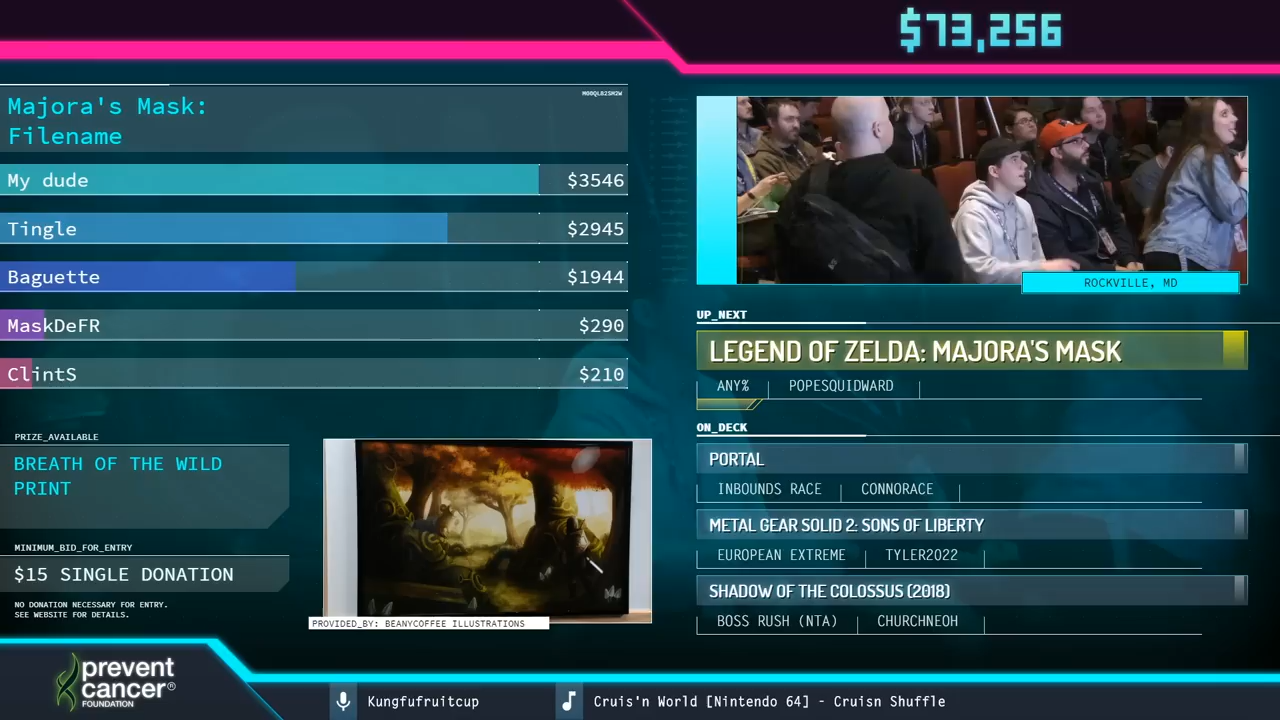 $73,256
Majora's Mask:
Filename
My dude $3546
Tingle $2945
Baguette $1944
MaskDeFR $290
ClintS $210
PRIZE_AVAILABLE
BREATH OF THE WILD
PRINT
MINIMUM_BID_FOR_ENTRY
$15 SINGLE DONATION
NO DONATION NECESSARY FOR ENTRY.
SEE WEBSITE FOR DETAILS.
PROVIDED_BY: BEANYCOFFEE ILLUSTRATIONS
ROCKVILLE, MD
UP_NEXT
LEGEND OF ZELDA: MAJORA'S MASK
ANY% POPESQUIDWARD
ON_DECK
PORTAL
INBOUNDS RACE CONNORACE
METAL GEAR SOLID 2: SONS OF LIBERTY
EUROPEAN EXTREME TYLER2022
SHADOW OF THE COLOSSUS (2018)
BOSS RUSH (NTA) CHURCHNEOH
prevent
cancer®
FOUNDATION
Kungfufruitcup
Cruis'n World [Nintendo 64] - Cruisn Shuffle